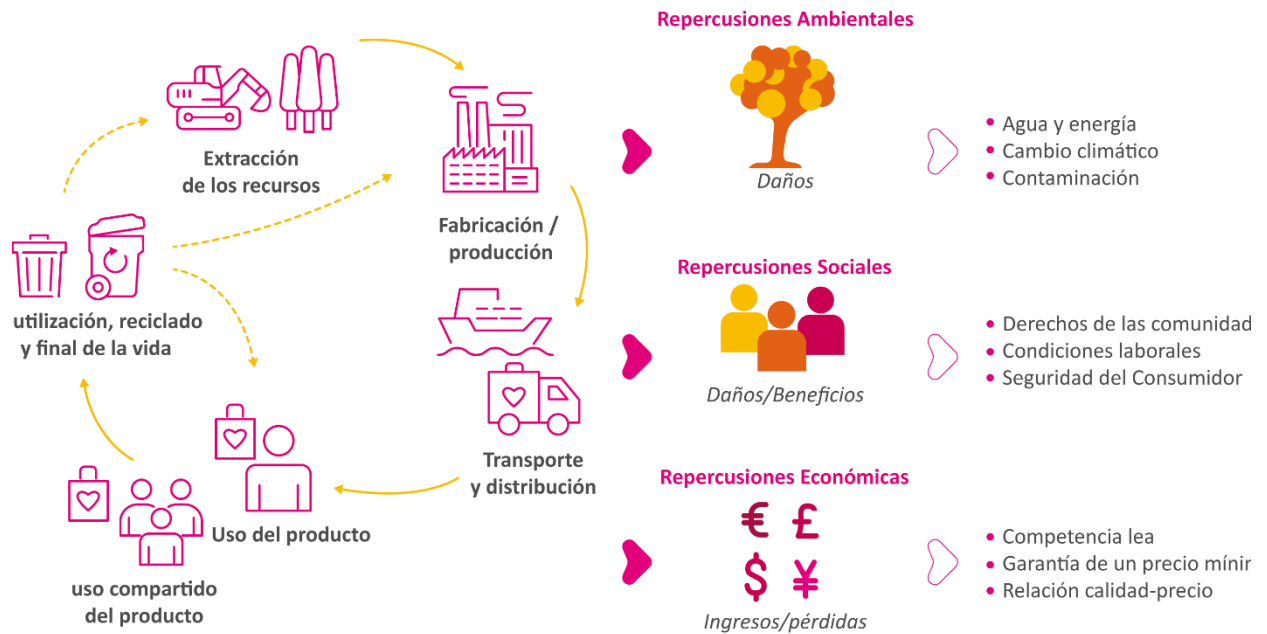 Extracción
de los recursos
Fabricación /
producción
Transporte
y distribución
Uso del producto
uso compartido
del producto
utilización, reciclado
y final de la vida
Repercusiones Ambientales
Daños
• Agua y energía
• Cambio climático
• Contaminación
Repercusiones Sociales
Daños/Beneficios
• Derechos de las comunidad
• Condiciones laborales
• Seguridad del Consumidor
Repercusiones Económicas
€ £
$ ¥
Ingresos/pérdidas
• Competencia lea
• Garantía de un precio mínir
• Relación calidad-precio